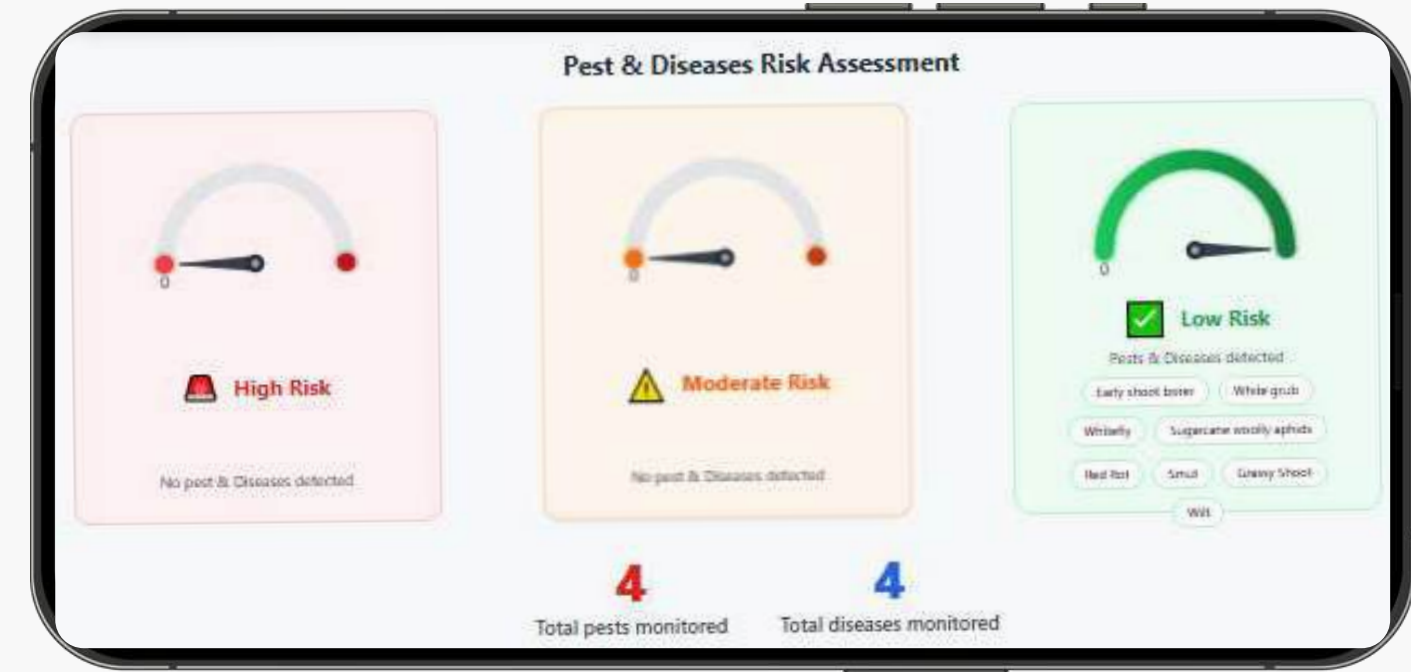 Pest & Diseases Risk Assessment
0
High Risk
No pest & Diseases detected
0
Moderate Risk
No pest & Diseases detected
0
Low Risk
Pests & Diseases detected
Early shoot borer
White grub
Whitefly
Sugarcane woolly aphids
Red Rot
Smut
Grassy Shoot
Wilt
4
Total pests monitored
4
Total diseases monitored